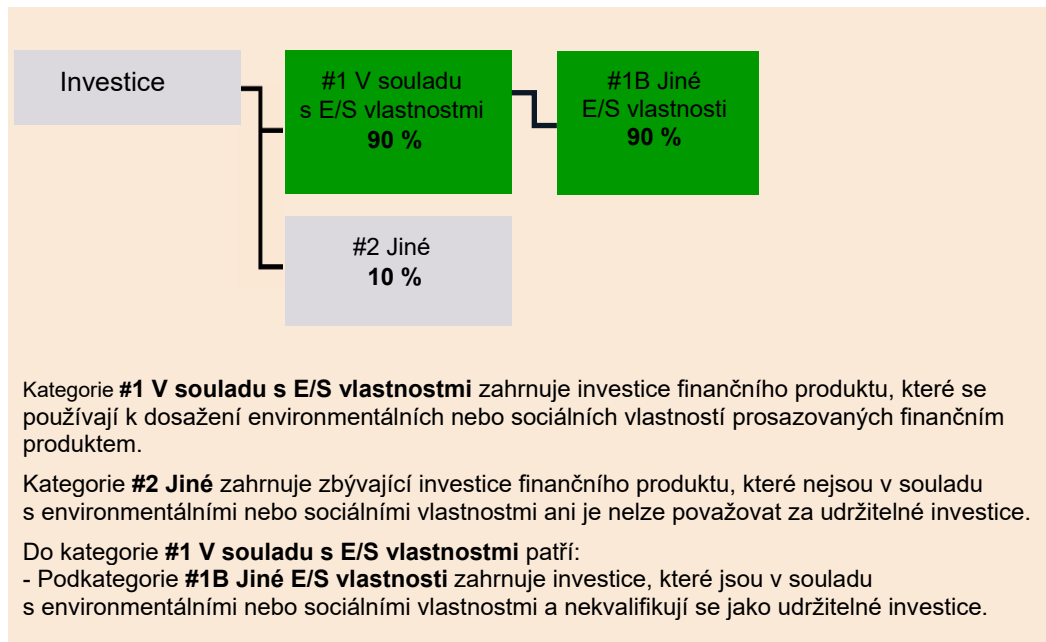 Investice
#1 V souladu
s E/S vlastnostmi
90 %
#1B Jiné
E/S vlastnosti
90 %
#2 Jiné
10 %
Kategorie #1 V souladu s E/S vlastnostmi zahrnuje investice finančního produktu, které se
používají k dosažení environmentálních nebo sociálních vlastností prosazovaných finančním
produktem.
Kategorie #2 Jiné zahrnuje zbývající investice finančního produktu, které nejsou v souladu
s environmentálními nebo sociálními vlastnostmi ani je nelze považovat za udržitelné investice.
Do kategorie #1 V souladu s E/S vlastnostmi patří:
- Podkategorie #1B Jiné E/S vlastnosti zahrnuje investice, které jsou v souladu
s environmentálními nebo sociálními vlastnostmi a nekvalifikují se jako udržitelné investice.